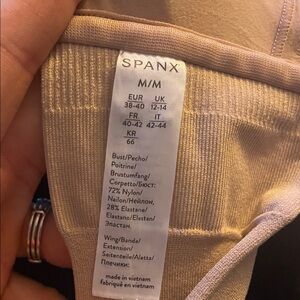 SPANX
M/M
EUR UK
38-40 12-14
FR IT
40-42 42-44
KR
66
Bust/Pecho/
Poitrine/
Brustumfang/
Corpetto/Бюст:
72% Nylon/
Nailon/Нейлон,
28% Elastane/
Elastano/Elastan/
Эластан.
Wing/Banda/
Extension/
Seitenteile/Aletta/
Плечики:
made in vietnam
fabriqué en vietnam